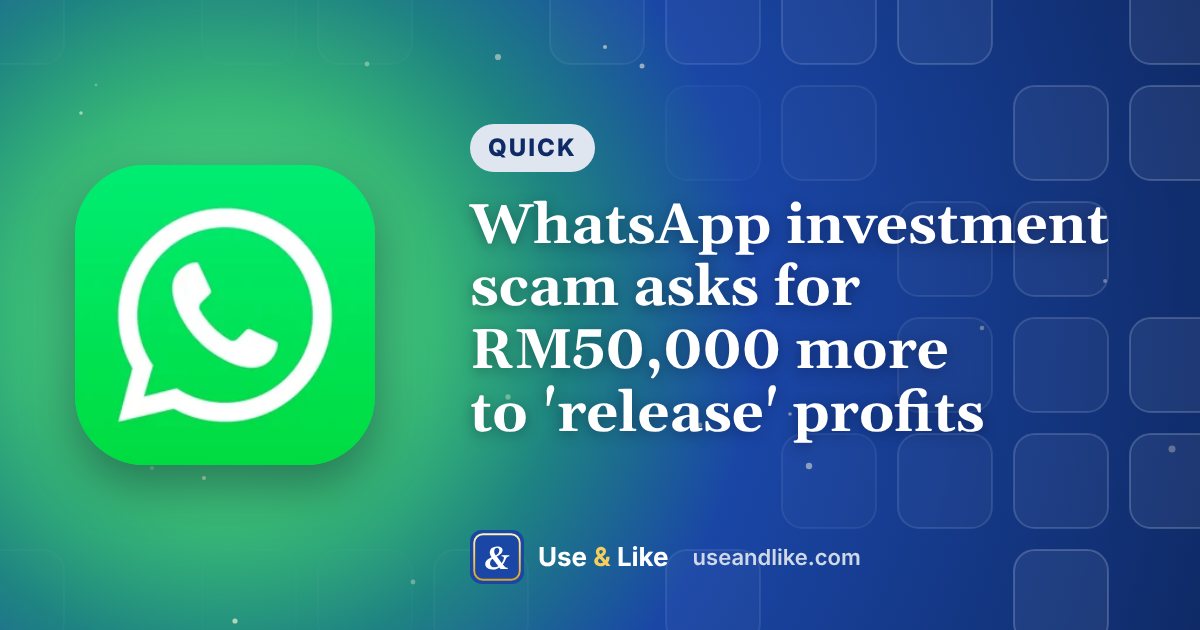 QUICK
WhatsApp investment
scam asks for
RM50,000 more
to 'release' profits
& Use & Like useandlike.com